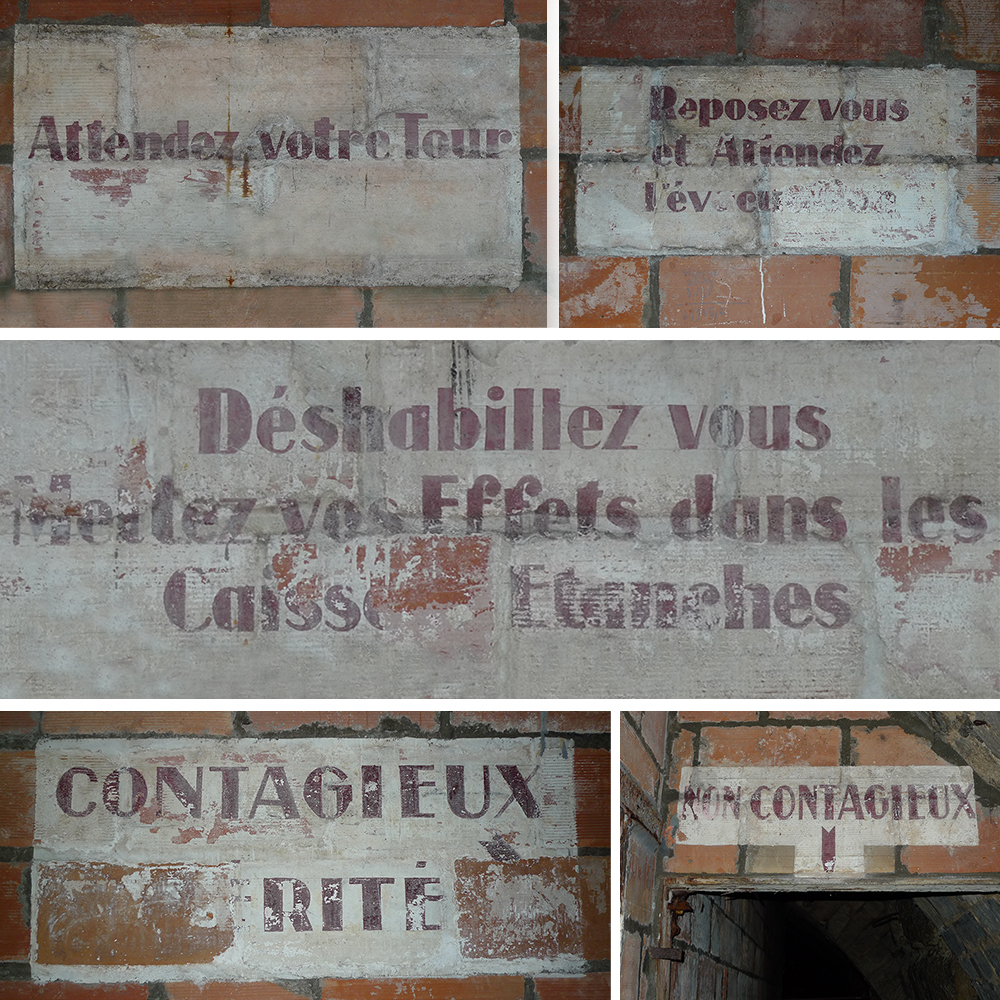 Attendez votre Tour
Reposez vous
et Attendez
Déshabillez vous
Mettez vos Effets dans les
Etanches
CONTAGIEUX
RITÉ
NON CONTAGIEUX